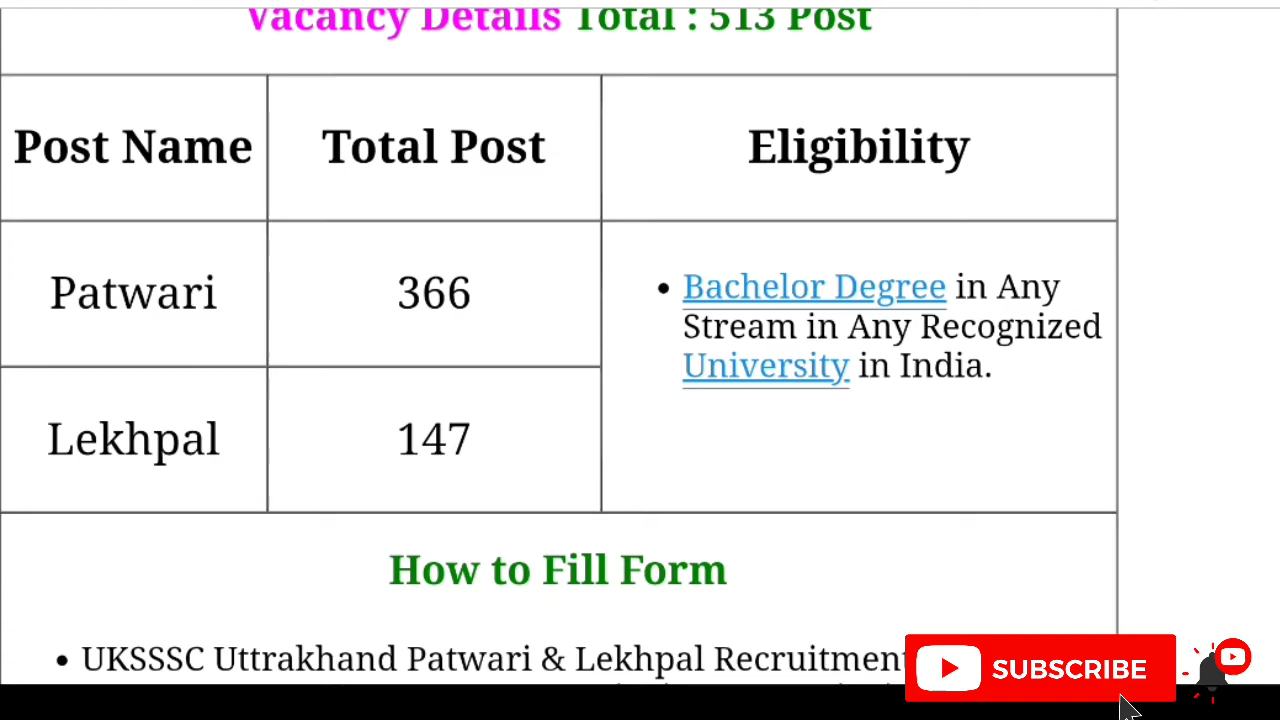 Vacancy Details Total : 513 Post
Post Name Total Post Eligibility
Patwari 366
Bachelor Degree in Any
Stream in Any Recognized
University in India.
Lekhpal 147
How to Fill Form
UKSSSC Uttrakhand Patwari & Lekhpal Recruitment
SUBSCRIBE